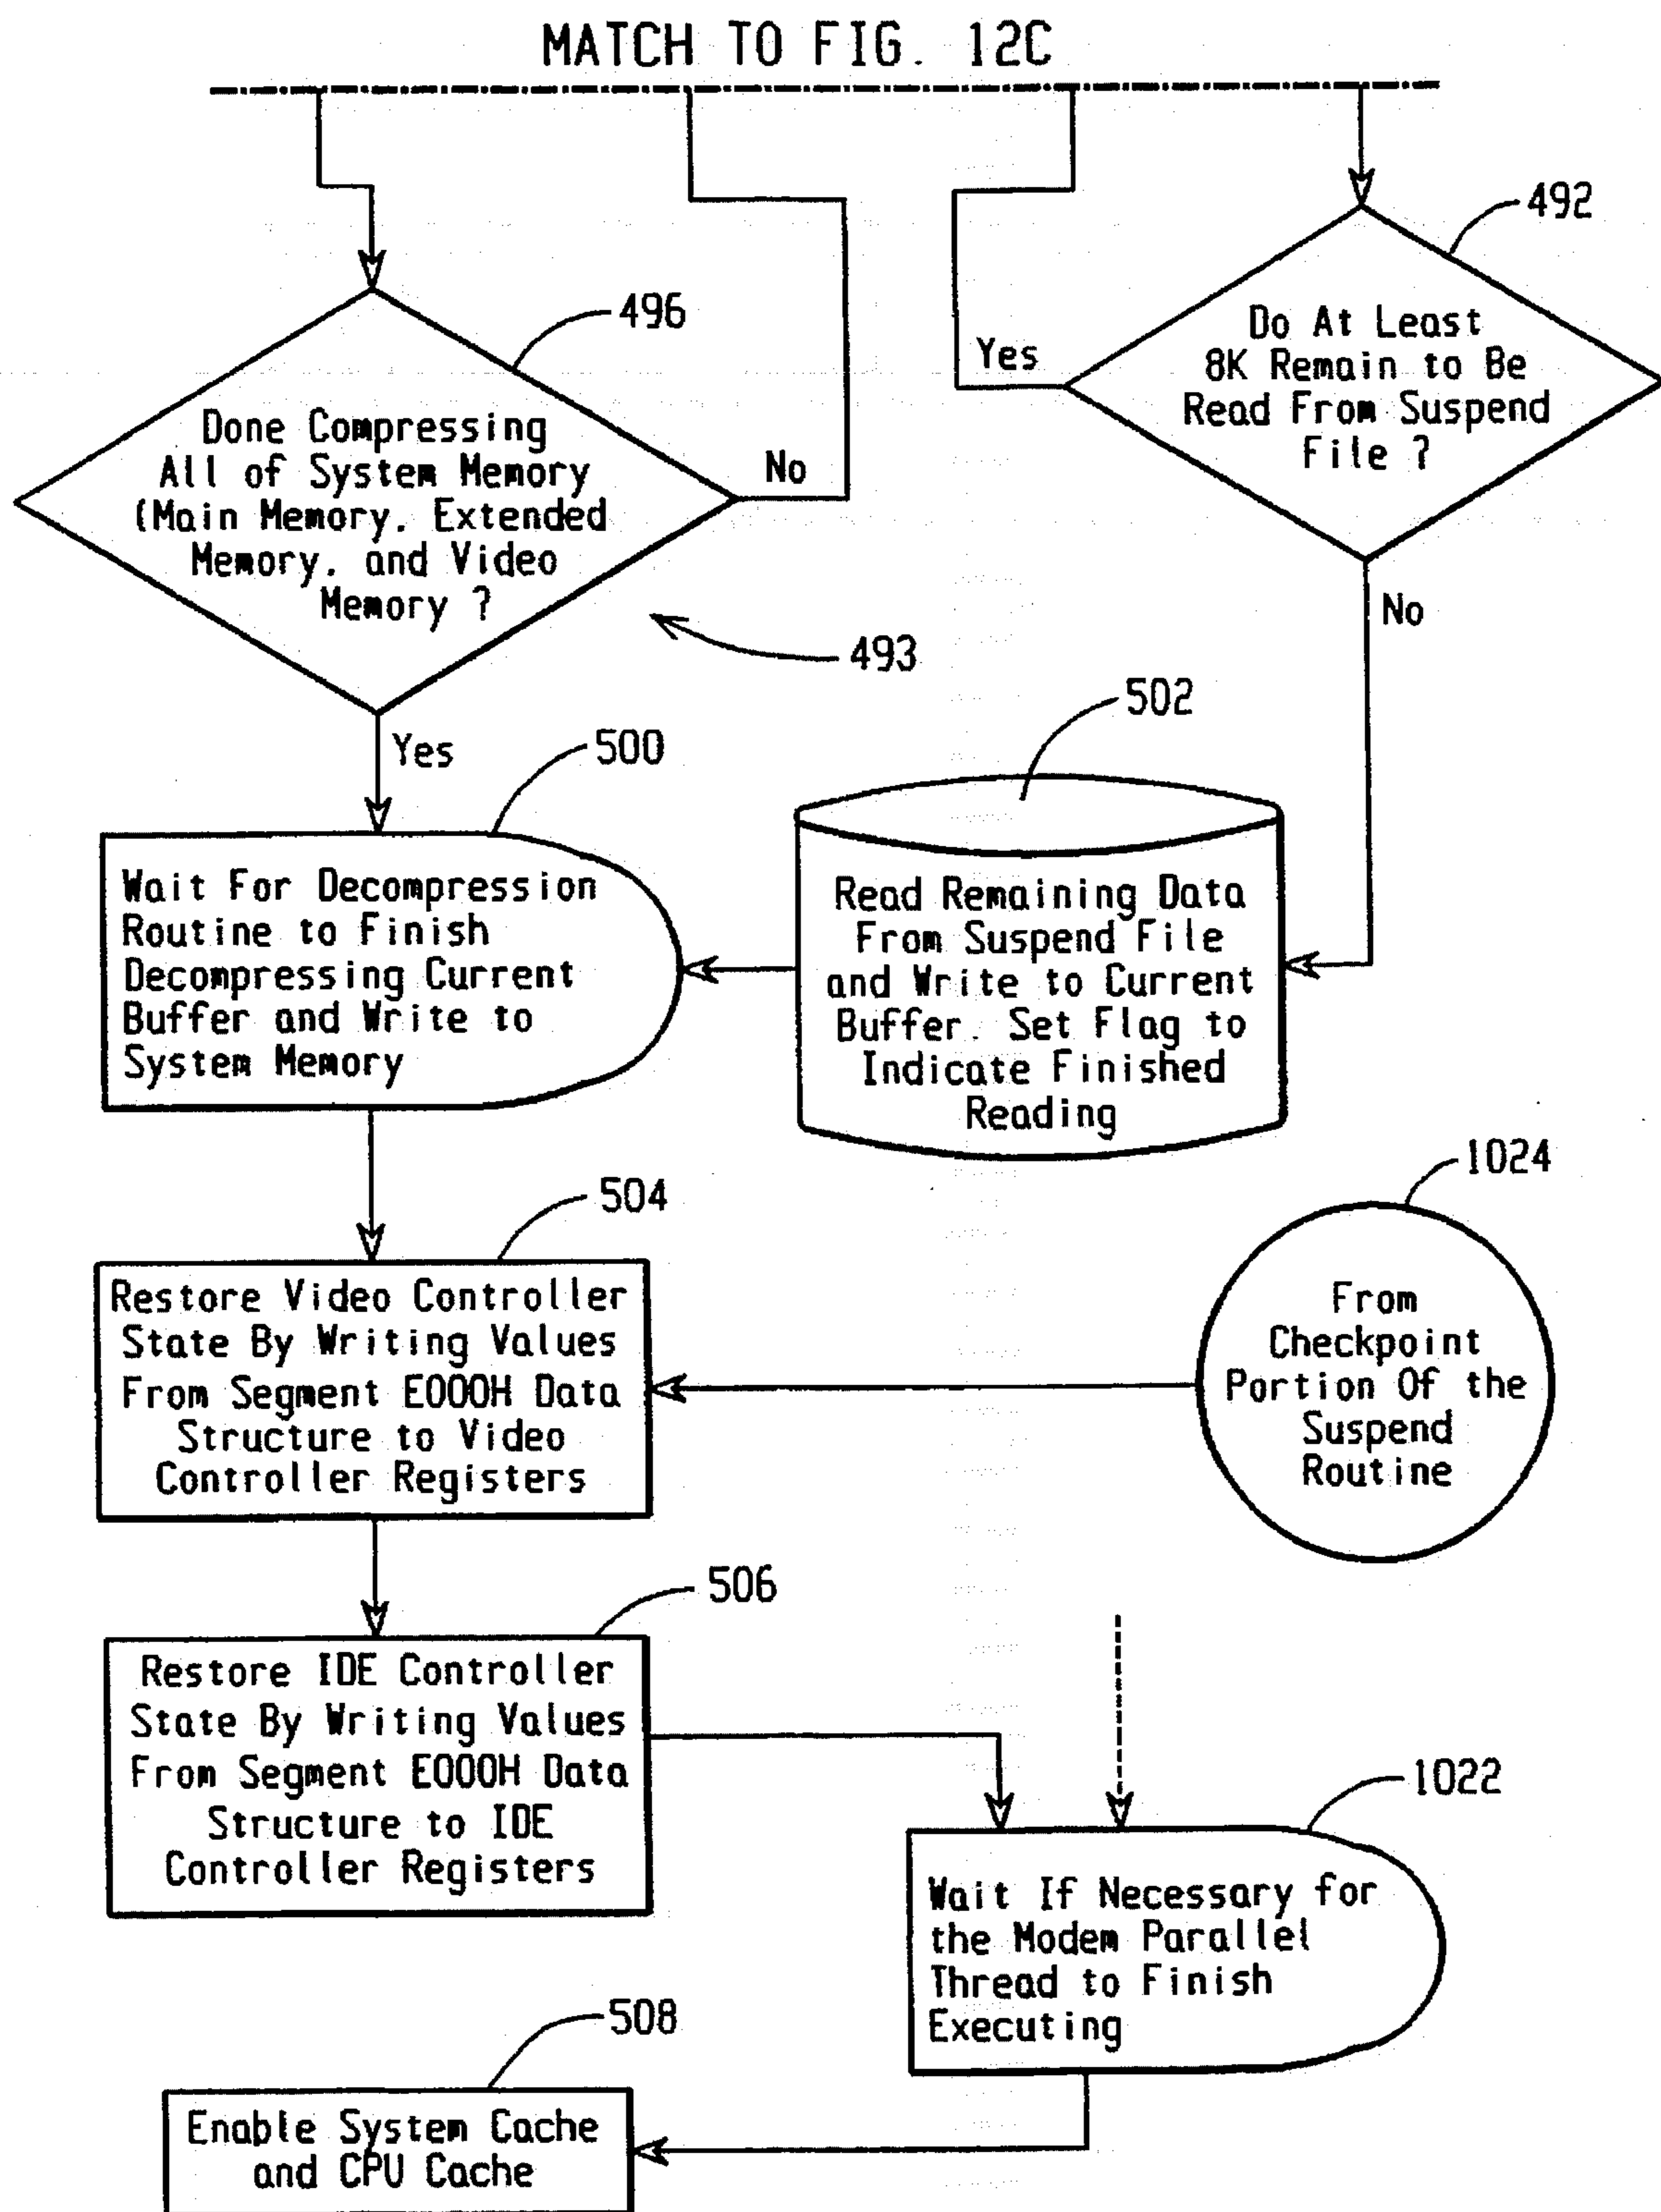 MATCH TO FIG. 12C
492
Do At Least
8K Remain to Be
Read From Suspend
File ?
Yes
No
496
Done Compressing
All of System Memory
(Main Memory, Extended
Memory, and Video
Memory ?
No
493
Yes
500
Wait For Decompression
Routine to Finish
Decompressing Current
Buffer and Write to
System Memory
502
Read Remaining Data
From Suspend File
and Write to Current
Buffer. Set Flag to
Indicate Finished
Reading
504
Restore Video Controller
State By Writing Values
From Segment E000H Data
Structure to Video
Controller Registers
1024
From
Checkpoint
Portion Of the
Suspend
Routine
506
Restore IDE Controller
State By Writing Values
From Segment E000H Data
Structure to IDE
Controller Registers
1022
Wait If Necessary for
the Modem Parallel
Thread to Finish
Executing
508
Enable System Cache
and CPU Cache